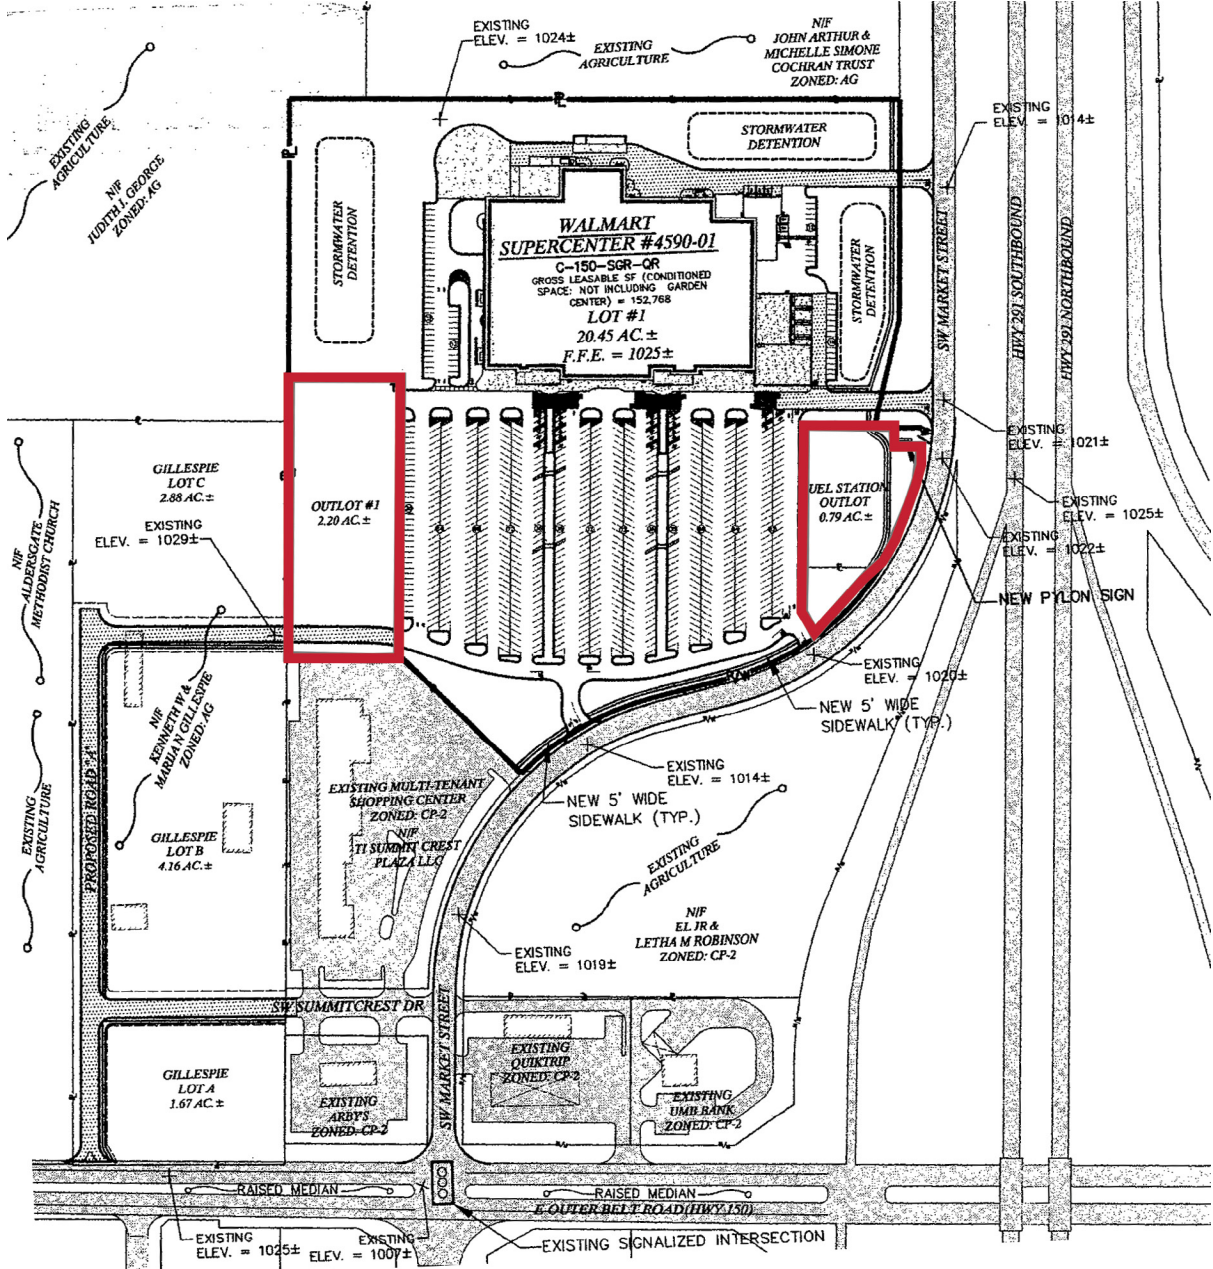 EXISTING
ELEV. = 1024±
EXISTING
AGRICULTURE
N/F
JOHN ARTHUR &
MICHELLE SIMONE
COCHRAN TRUST
ZONED: AG
EXISTING
AGRICULTURE
N/F
JUDITH J. GEORGE
ZONED: AG
STORMWATER
DETENTION
STORMWATER
DETENTION
STORMWATER
DETENTION
EXISTING
ELEV. = 1014±
WALMART
SUPERCENTER #4590-01
C-150-SGR-QR
GROSS LEASABLE SF (CONDITIONED
SPACE: NOT INCLUDING GARDEN
CENTER) = 152,768
LOT #1
20.45 AC.±
F.F.E. = 1025±
SW MARKET STREET
HWY 291 SOUTHBOUND
HWY 291 NORTHBOUND
EXISTING
ELEV. = 1021±
GILLESPIE
LOT C
2.88 AC.±
OUTLOT #1
2.20 AC.±
UEL STATION
OUTLOT
0.79 AC.±
EXISTING
ELEV. = 1025±
EXISTING
ELEV. = 1022±
EXISTING
ELEV. = 1029±
N/F
ALDERSGATE
METHODIST CHURCH
NEW PYLON SIGN
EXISTING
ELEV. = 1020±
NEW 5' WIDE
SIDEWALK (TYP.)
N/F
KENNETH W &
MARIJA N GILLESPIE
ZONED: AG
EXISTING
ELEV. = 1014±
NEW 5' WIDE
SIDEWALK (TYP.)
EXISTING MULTI-TENANT
SHOPPING CENTER
ZONED: CP-2
N/F
TI SUMMIT CREST
PLAZA LLC
EXISTING
AGRICULTURE
PROPOSED ROAD "A"
GILLESPIE
LOT B
4.16 AC.±
EXISTING
AGRICULTURE
N/F
EL JR &
LETHA M ROBINSON
ZONED: CP-2
EXISTING
ELEV. = 1019±
SW SUMMITCREST DR
SW MARKET STREET
GILLESPIE
LOT A
1.67 AC.±
EXISTING
ARBY'S
ZONED: CP-2
EXISTING
QUIKTRIP
ZONED: CP-2
EXISTING
UMB BANK
ZONED: CP-2
RAISED MEDIAN
RAISED MEDIAN
E OUTER BELT ROAD (HWY 150)
EXISTING
ELEV. = 1025±
EXISTING
ELEV. = 1007±
EXISTING SIGNALIZED INTERSECTION